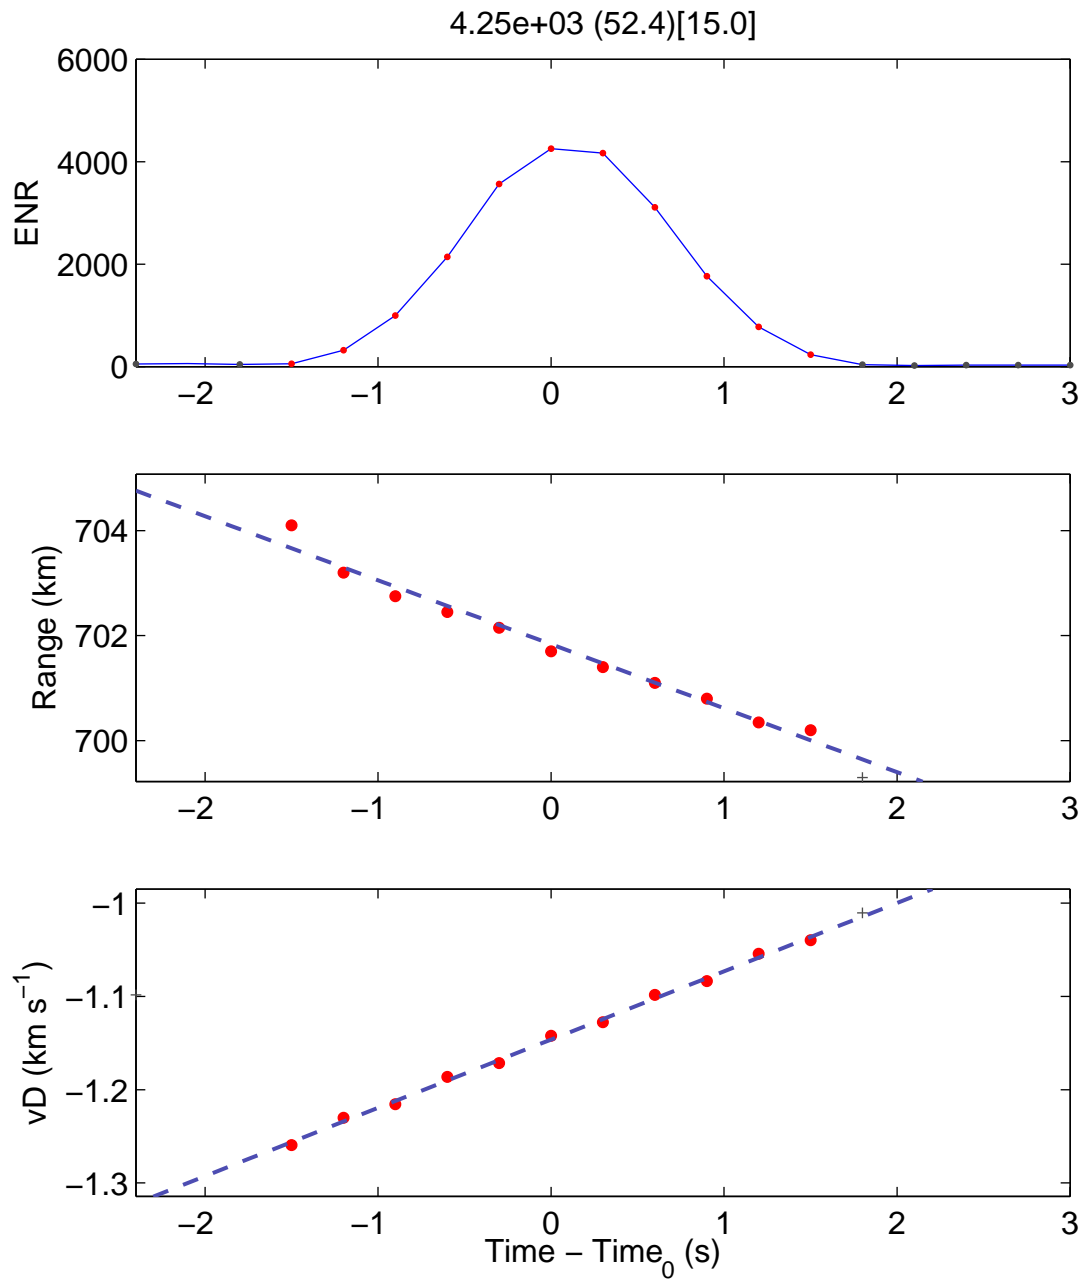 4.25e+03 (52.4)[15.0]
6000
4000
2000
0
ENR
−2 −1 0 1 2 3
704
702
700
Range (km)
−2 −1 0 1 2 3
−1
−1.1
−1.2
−1.3
vD (km s⁻¹)
−2 −1 0 1 2 3
Time − Time₀ (s)